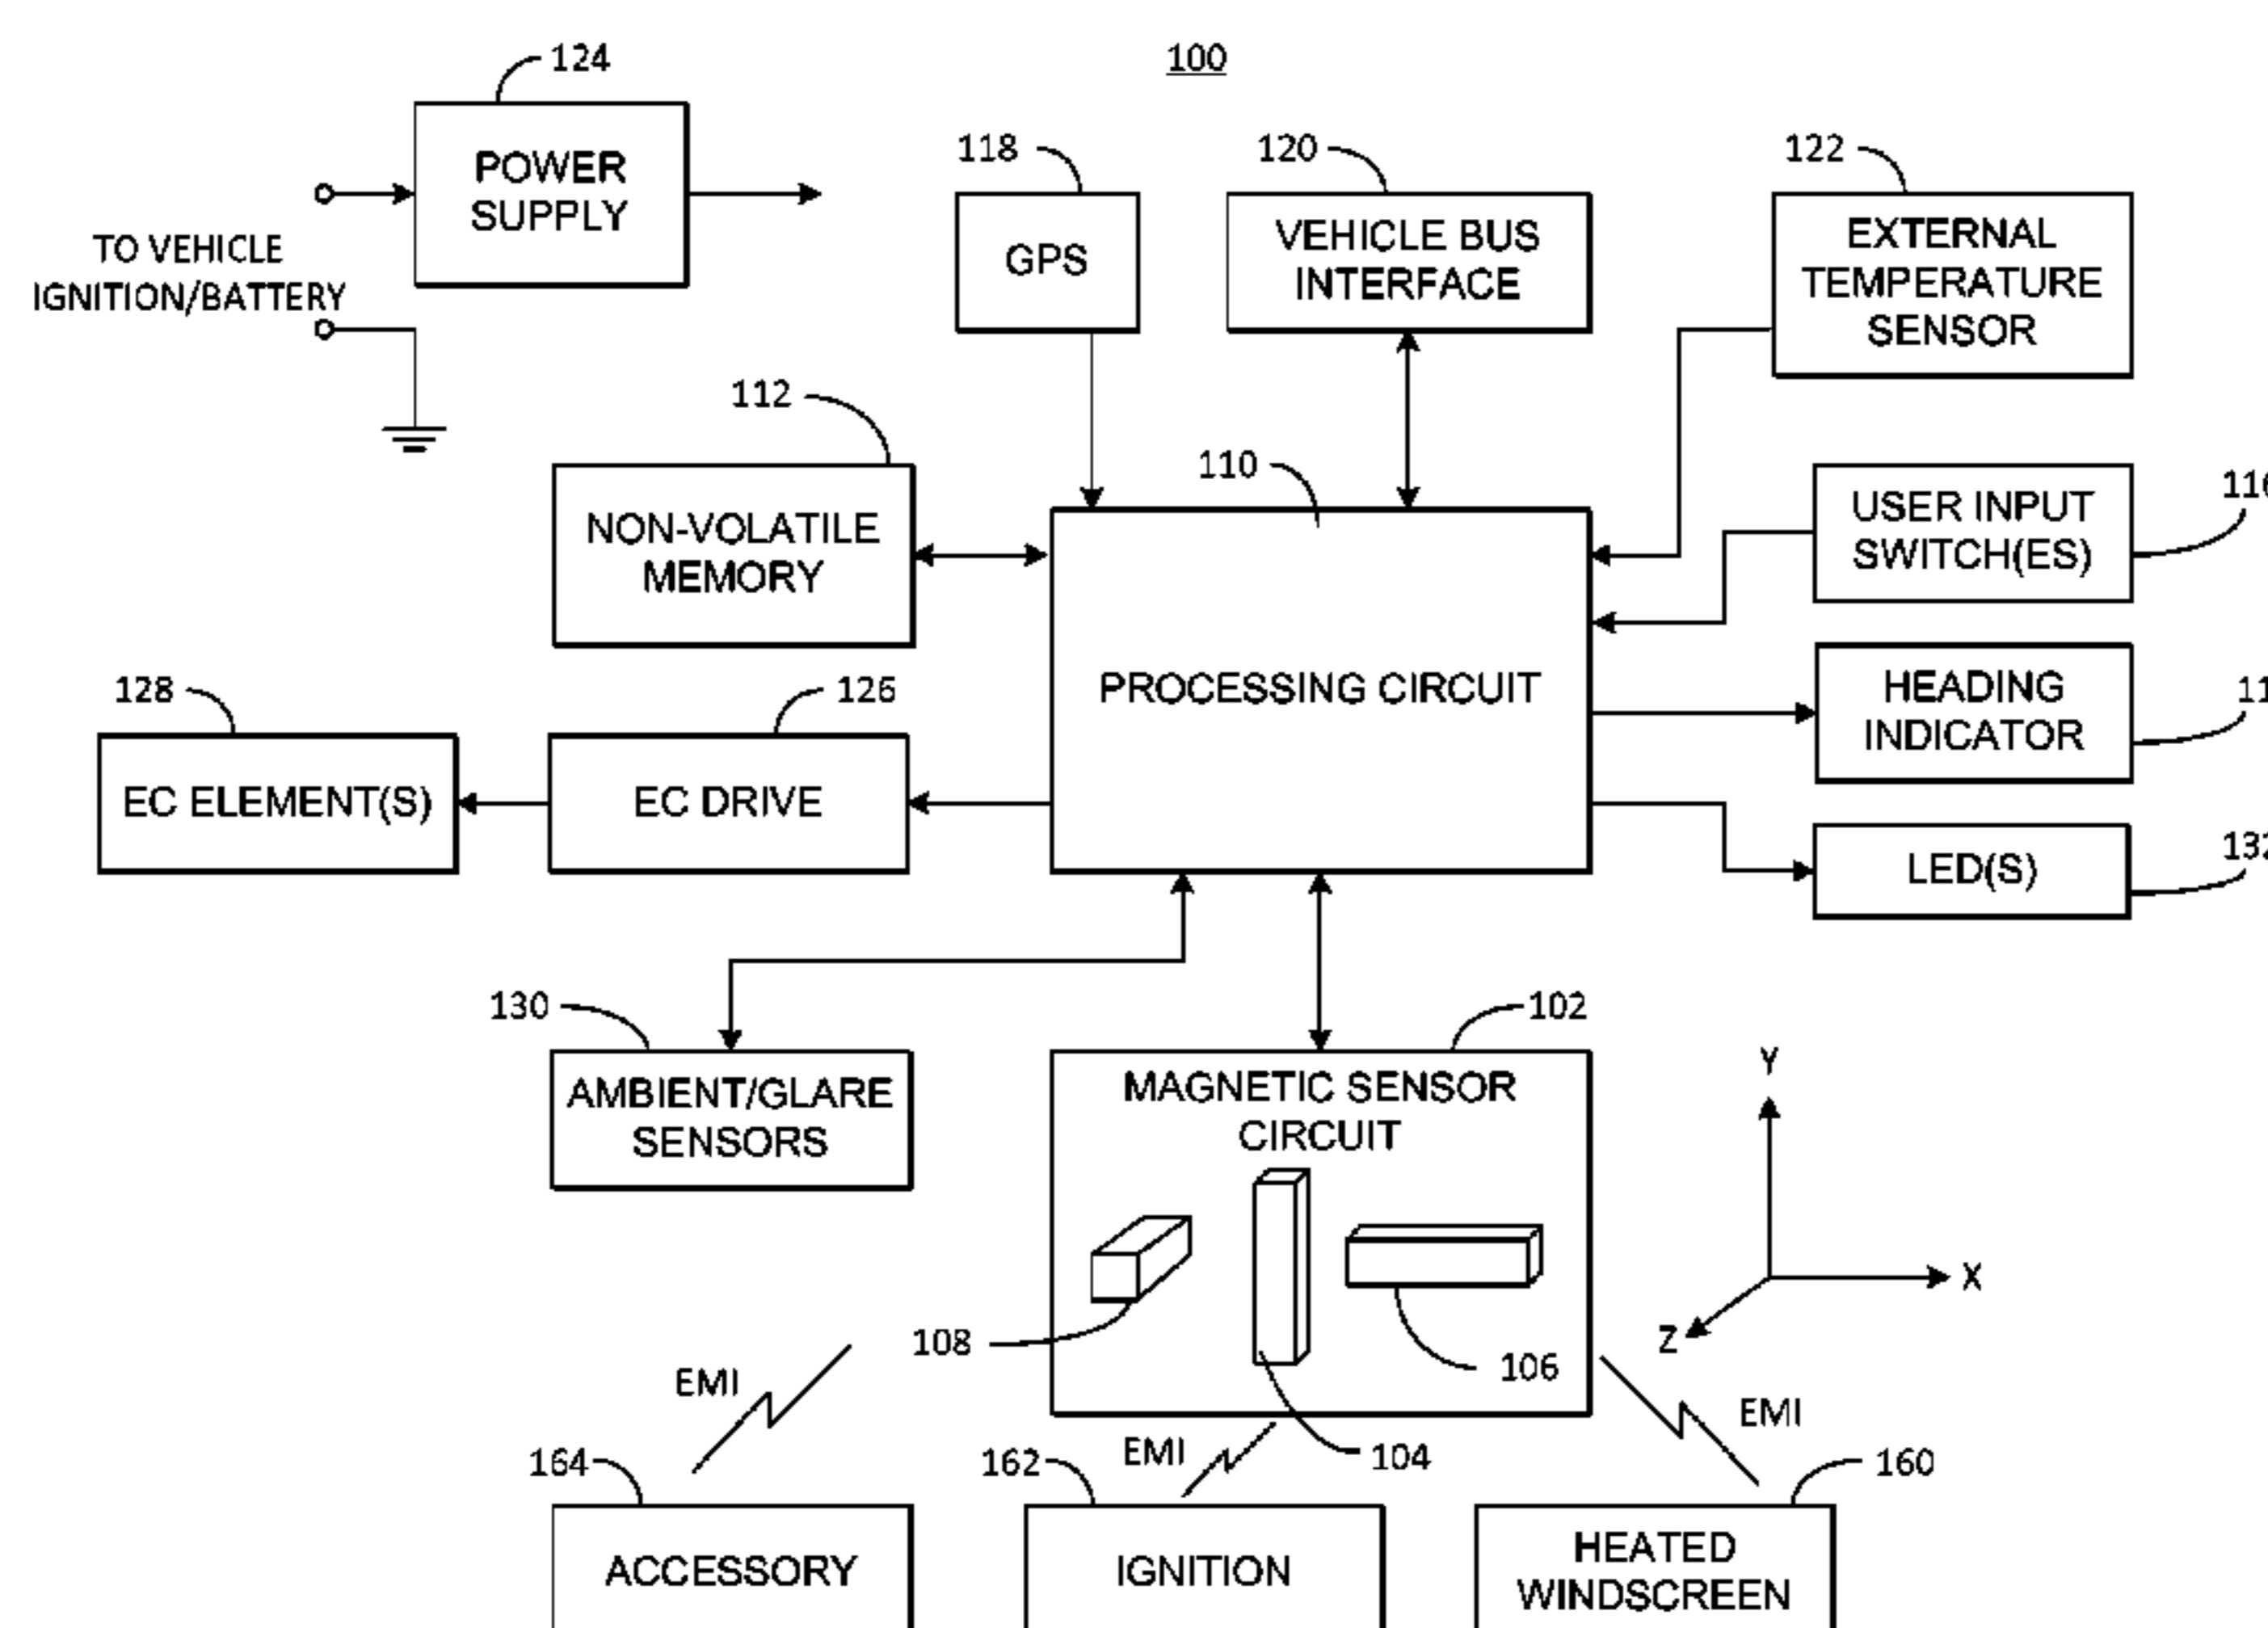 100
124
POWER
SUPPLY
TO VEHICLE
IGNITION/BATTERY
118
GPS
120
VEHICLE BUS
INTERFACE
122
EXTERNAL
TEMPERATURE
SENSOR
112
NON-VOLATILE
MEMORY
110
PROCESSING CIRCUIT
USER INPUT
SWITCH(ES)
HEADING
INDICATOR
128
EC ELEMENT(S)
126
EC DRIVE
LED(S)
132
130
AMBIENT/GLARE
SENSORS
102
MAGNETIC SENSOR
CIRCUIT
108
106
104
Y
X
Z
EMI
EMI
EMI
164
ACCESSORY
162
IGNITION
160
HEATED
WINDSCREEN